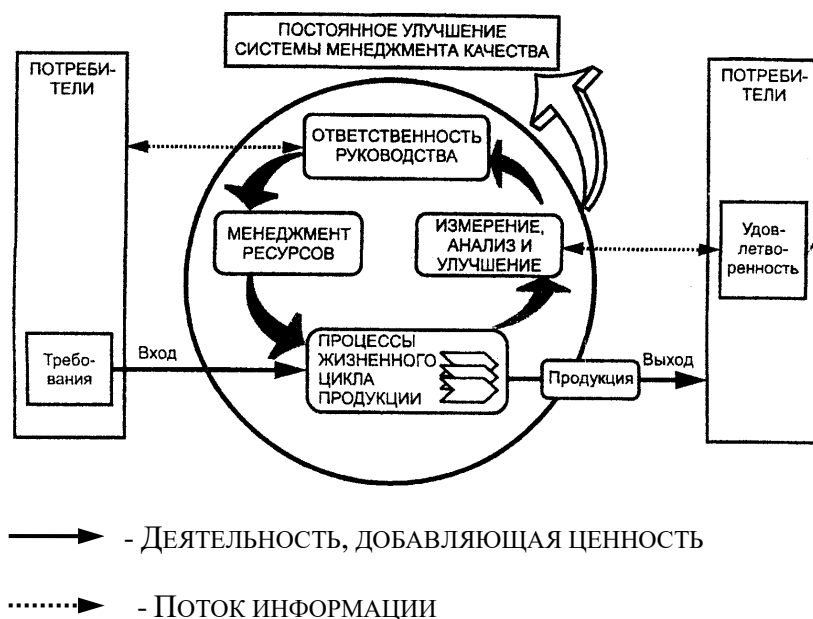 ПОСТОЯННОЕ УЛУЧШЕНИЕ
СИСТЕМЫ МЕНЕДЖМЕНТА КАЧЕСТВА
ПОТРЕБИ-
ТЕЛИ
ПОТРЕБИ-
ТЕЛИ
ОТВЕТСТВЕННОСТЬ
РУКОВОДСТВА
МЕНЕДЖМЕНТ
РЕСУРСОВ
ИЗМЕРЕНИЕ,
АНАЛИЗ И
УЛУЧШЕНИЕ
Удов-
летво-
ренность
Требо-
вания
Вход
ПРОЦЕССЫ
ЖИЗНЕННОГО
ЦИКЛА
ПРОДУКЦИИ
Продукция
Выход
- ДЕЯТЕЛЬНОСТЬ, ДОБАВЛЯЮЩАЯ ЦЕННОСТЬ
- ПОТОК ИНФОРМАЦИИ